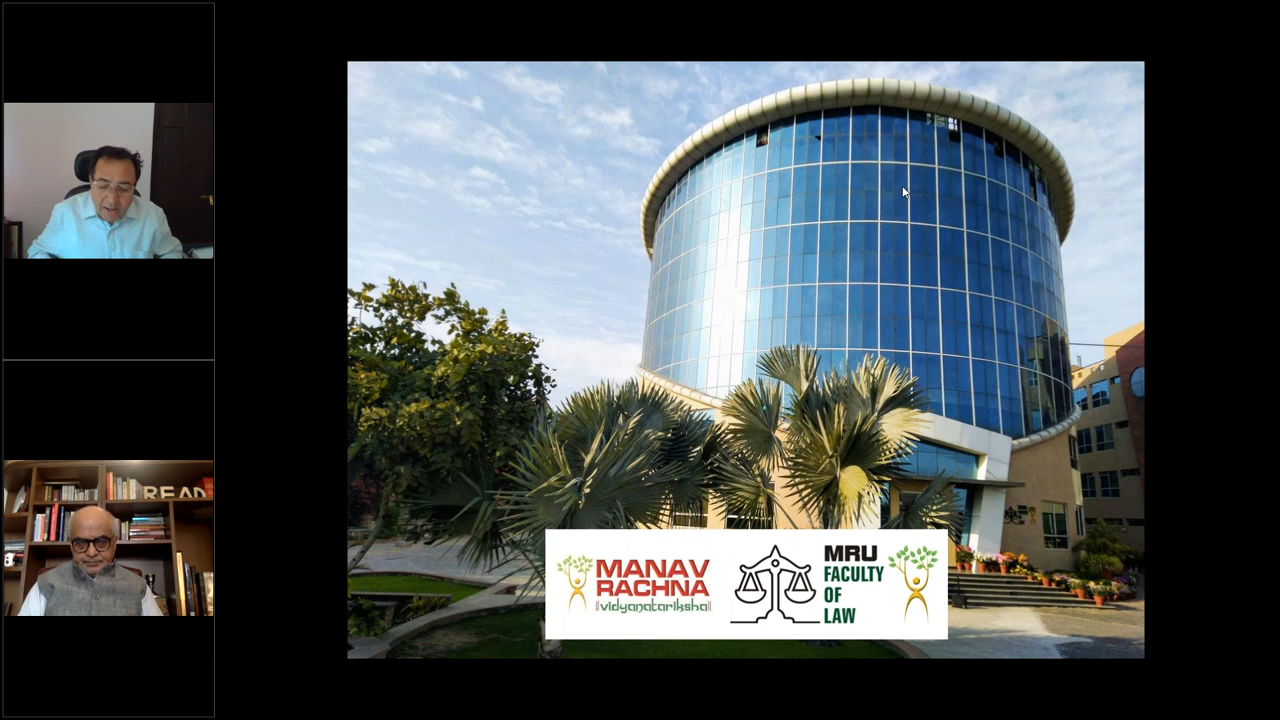 READ
MANAV
RACHNA
vidyanatariksha
MRU
FACULTY
OF
LAW